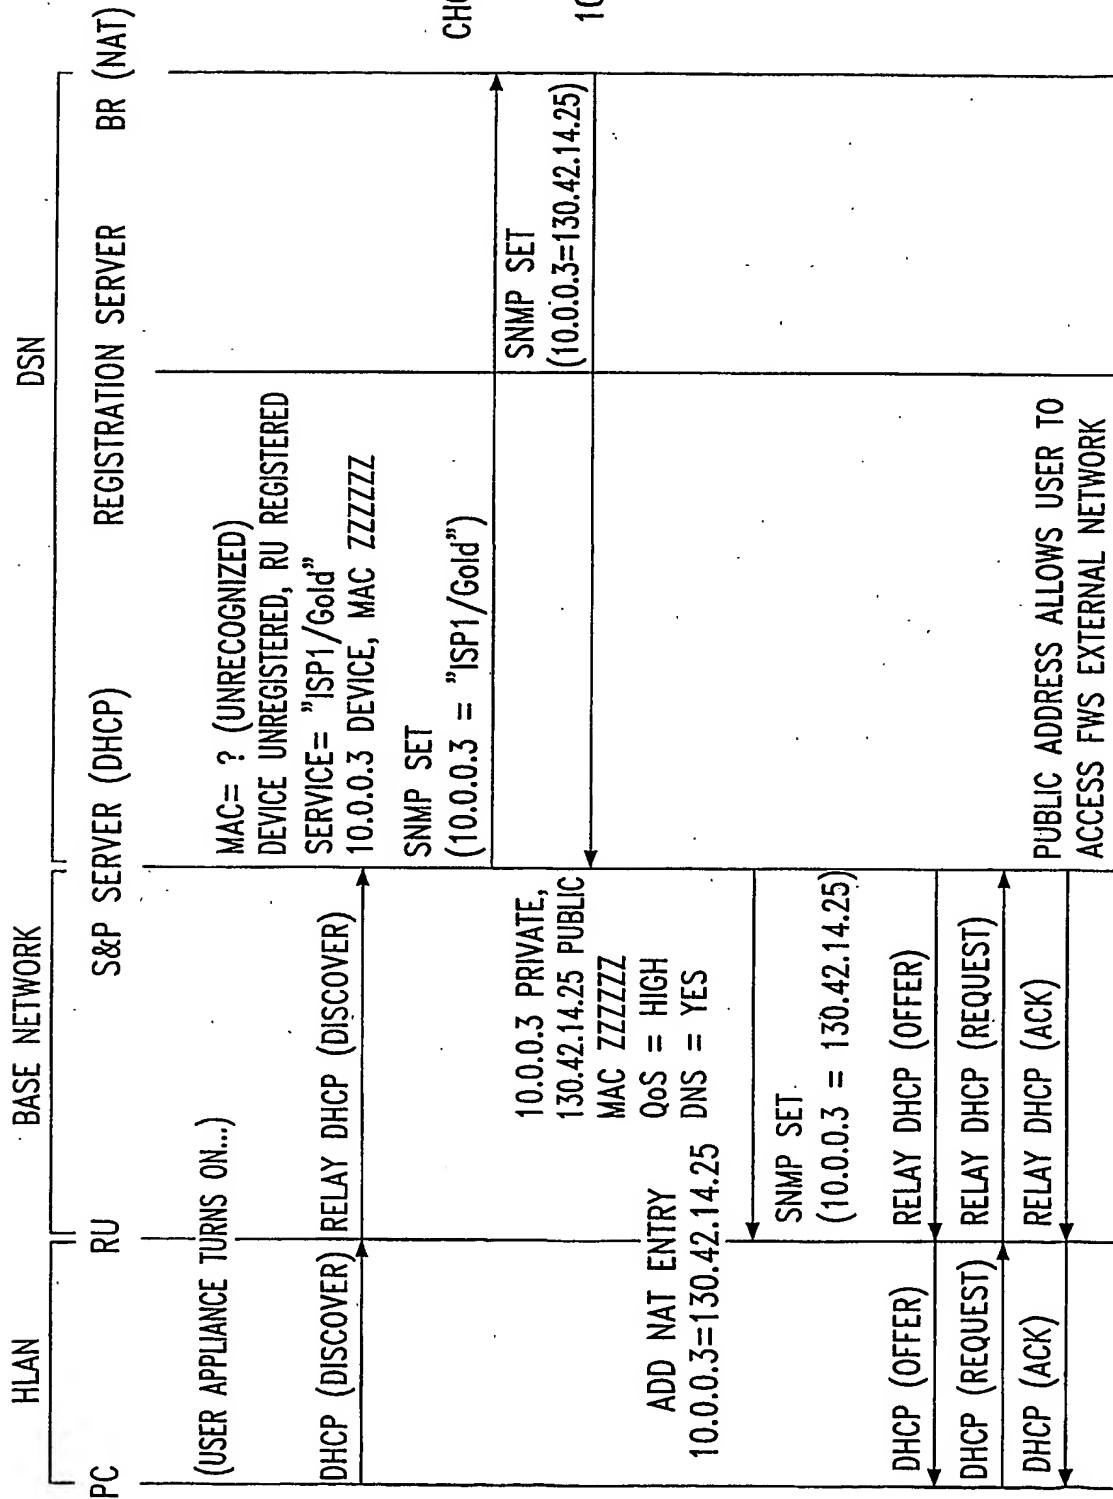 HLAN
BASE NETWORK
DSN
PC
RU
S&P SERVER (DHCP)
REGISTRATION SERVER
BR (NAT)
(USER APPLIANCE TURNS ON...)
MAC= ? (UNRECOGNIZED)
DEVICE UNREGISTERED, RU REGISTERED
SERVICE= "ISP1/Gold"
10.0.0.3 DEVICE, MAC ZZZZZZ
DHCP (DISCOVER)
RELAY DHCP (DISCOVER)
SNMP SET
(10.0.0.3 = "ISP1/Gold")
SNMP SET
(10.0.0.3=130.42.14.25)
10.0.0.3 PRIVATE,
130.42.14.25 PUBLIC
MAC ZZZZZZ
QoS = HIGH
DNS = YES
ADD NAT ENTRY
10.0.0.3=130.42.14.25
SNMP SET
(10.0.0.3 = 130.42.14.25)
DHCP (OFFER)
RELAY DHCP (OFFER)
DHCP (REQUEST)
RELAY DHCP (REQUEST)
DHCP (ACK)
RELAY DHCP (ACK)
PUBLIC ADDRESS ALLOWS USER TO
ACCESS FWS EXTERNAL NETWORK